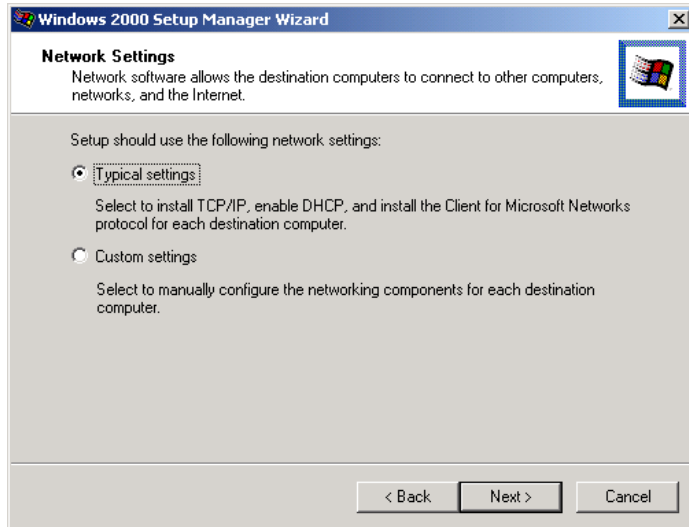 Windows 2000 Setup Manager Wizard
Network Settings
Network software allows the destination computers to connect to other computers,
networks, and the Internet.
Setup should use the following network settings:
Typical settings
Select to install TCP/IP, enable DHCP, and install the Client for Microsoft Networks
protocol for each destination computer.
Custom settings
Select to manually configure the networking components for each destination
computer.
< Back Next > Cancel